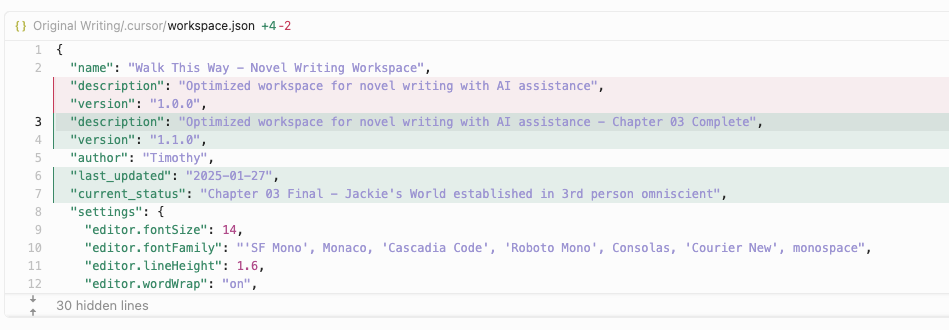 { } Original Writing/.cursor/workspace.json +4 -2
1 {
2 "name": "Walk This Way – Novel Writing Workspace",
"description": "Optimized workspace for novel writing with AI assistance",
"version": "1.0.0",
3 "description": "Optimized workspace for novel writing with AI assistance – Chapter 03 Complete",
4 "version": "1.1.0",
5 "author": "Timothy",
6 "last_updated": "2025-01-27",
7 "current_status": "Chapter 03 Final – Jackie's World established in 3rd person omniscient",
8 "settings": {
9 "editor.fontSize": 14,
10 "editor.fontFamily": "'SF Mono', Monaco, 'Cascadia Code', 'Roboto Mono', Consolas, 'Courier New', monospace",
11 "editor.lineHeight": 1.6,
12 "editor.wordWrap": "on",
30 hidden lines